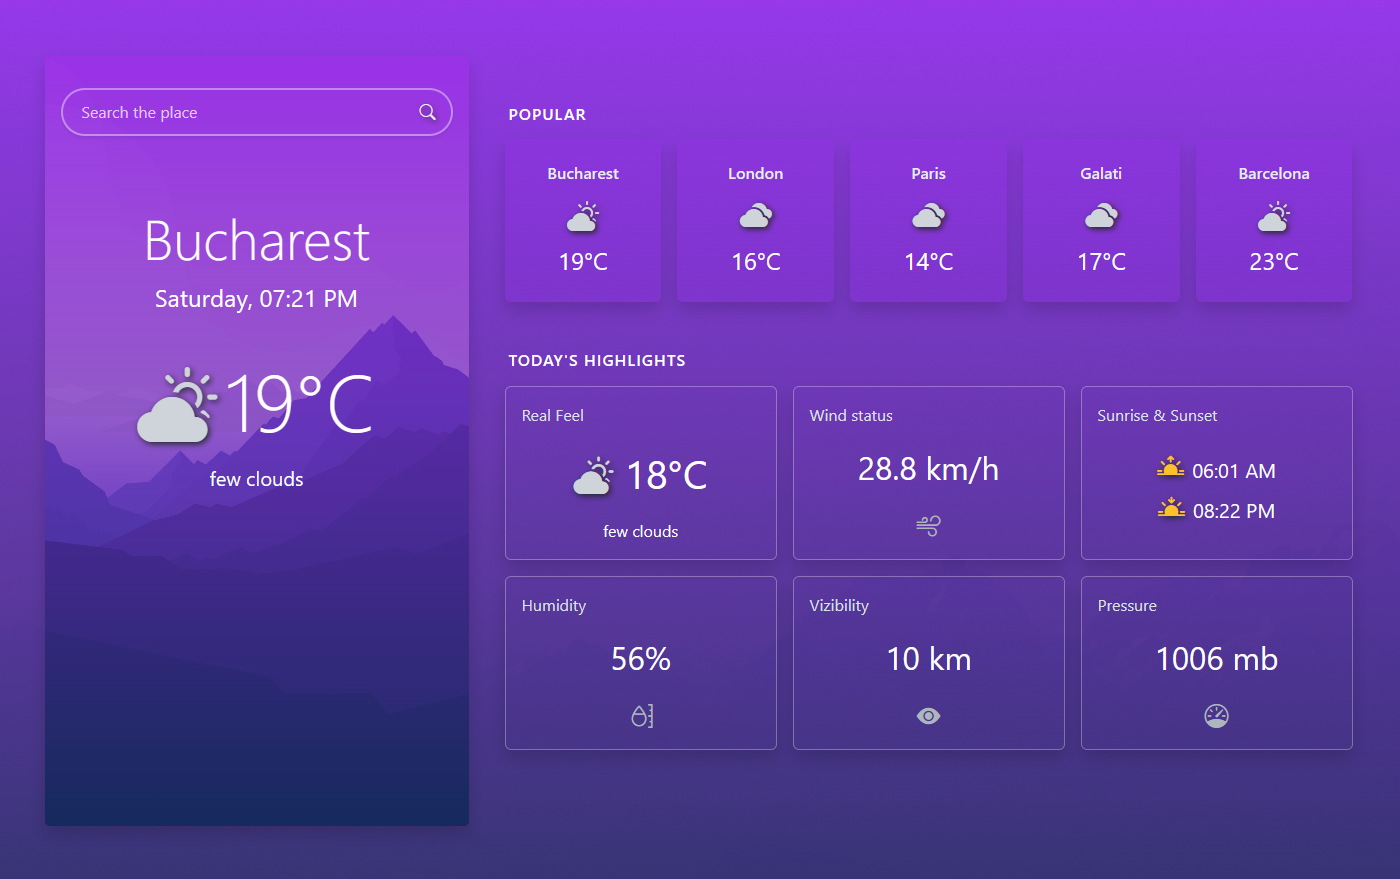 Search the place
Bucharest
Saturday, 07:21 PM
19°C
few clouds
POPULAR
Bucharest
19°C
London
16°C
Paris
14°C
Galati
17°C
Barcelona
23°C
TODAY'S HIGHLIGHTS
Real Feel
18°C
few clouds
Wind status
28.8 km/h
Sunrise & Sunset
06:01 AM
08:22 PM
Humidity
56%
Vizibility
10 km
Pressure
1006 mb